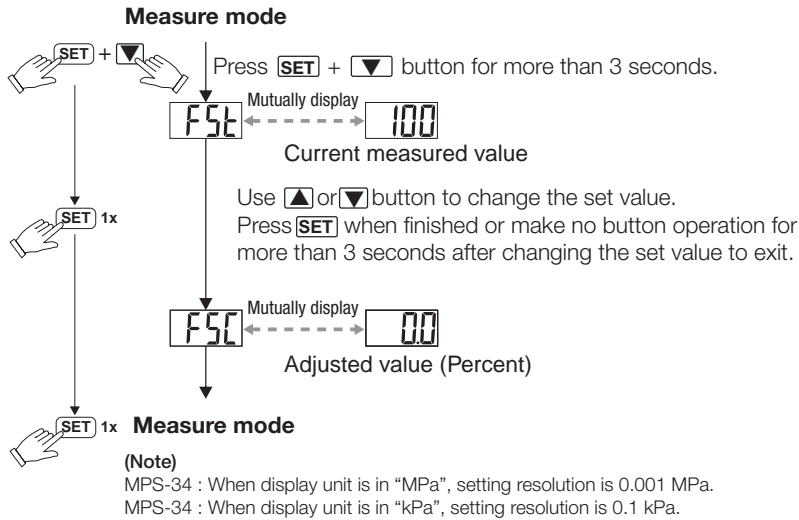 Measure mode
SET + ▼
Press SET + ▼ button for more than 3 seconds.
FSt Mutually display 100
Current measured value
Use ▲ or ▼ button to change the set value.
SET 1x
Press SET when finished or make no button operation for
more than 3 seconds after changing the set value to exit.
FSC Mutually display 0.0
Adjusted value (Percent)
SET 1x Measure mode
(Note)
MPS-34 : When display unit is in “MPa”, setting resolution is 0.001 MPa.
MPS-34 : When display unit is in “kPa”, setting resolution is 0.1 kPa.